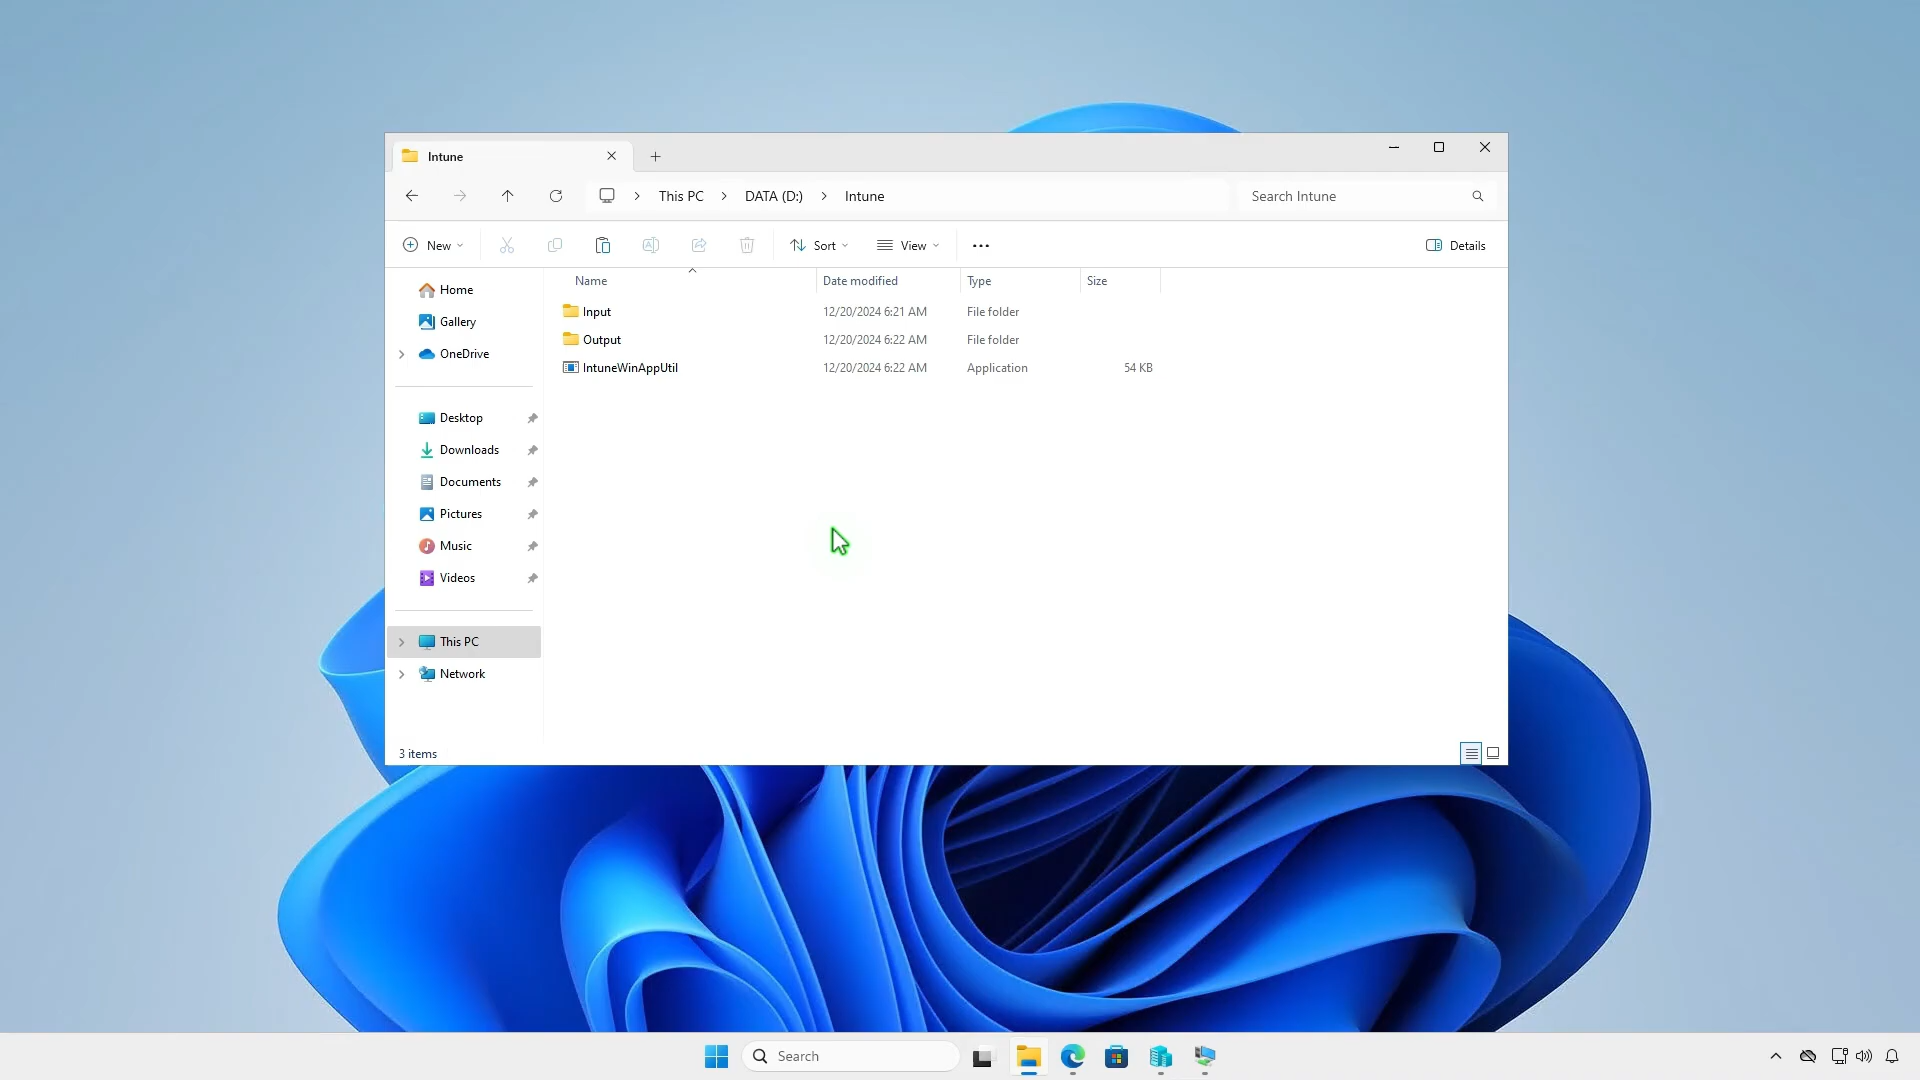 Intune
This PC
DATA (D:)
Intune
Search Intune
New
Sort
View
Details
Name
Date modified
Type
Size
Home
Gallery
OneDrive
Desktop
Downloads
Documents
Pictures
Music
Videos
This PC
Network
Input 12/20/2024 6:21 AM File folder
Output 12/20/2024 6:22 AM File folder
IntuneWinAppUtil 12/20/2024 6:22 AM Application 54 KB
3 items
Search